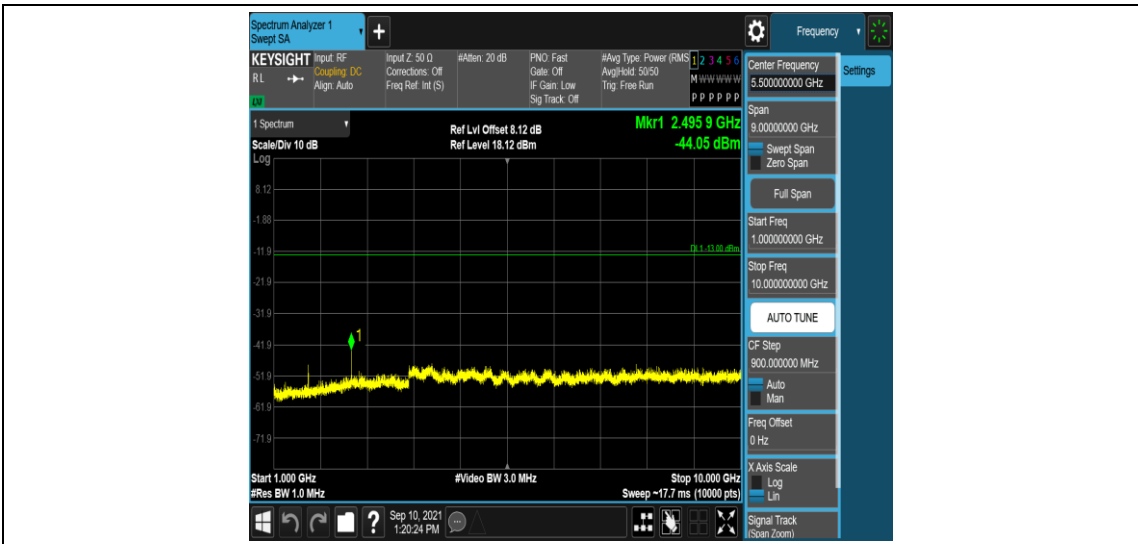 Spectrum Analyzer 1
Swept SA
+
Frequency
KEYSIGHT
RL
LXI
Input: RF
Coupling: DC
Align: Auto
Input Z: 50 Ω
Corrections: Off
Freq Ref: Int (S)
#Atten: 20 dB
PNO: Fast
Gate: Off
IF Gain: Low
Sig Track: Off
#Avg Type: Power (RMS
Avg|Hold: 50/50
Trig: Free Run
1 2 3 4 5 6
M W W W W W
P P P P P P
1 Spectrum
Scale/Div 10 dB
Log
Ref Lvl Offset 8.12 dB
Ref Level 18.12 dBm
Mkr1 2.495 9 GHz
-44.05 dBm
8.12
-1.88
-11.9
DL1 -13.00 dBm
-21.9
-31.9
1
-41.9
-51.9
-61.9
-71.9
Start 1.000 GHz
#Res BW 1.0 MHz
#Video BW 3.0 MHz
Stop 10.000 GHz
Sweep ~17.7 ms (10000 pts)
?
Sep 10, 2021
1:20:24 PM
Center Frequency
5.500000000 GHz
Settings
Span
9.00000000 GHz
Swept Span
Zero Span
Full Span
Start Freq
1.000000000 GHz
Stop Freq
10.000000000 GHz
AUTO TUNE
CF Step
900.000000 MHz
Auto
Man
Freq Offset
0 Hz
X Axis Scale
Log
Lin
Signal Track
(Span Zoom)